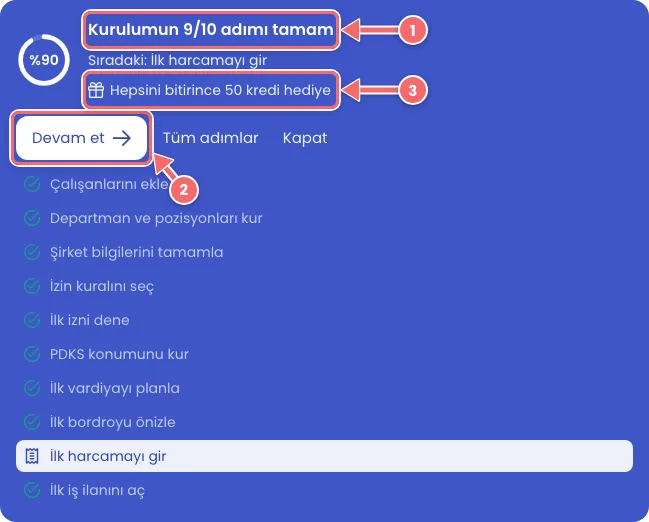 Kurulumun 9/10 adımı tamam
1
%90
Sıradaki: İlk harcamayı gir
Hepsini bitirince 50 kredi hediye
3
Devam et
Tüm adımlar
Kapat
2
Çalışanlarını ekle
Departman ve pozisyonları kur
Şirket bilgilerini tamamla
İzin kuralını seç
İlk izni dene
PDKS konumunu kur
İlk vardiyayı planla
İlk bordroyu önizle
İlk harcamayı gir
İlk iş ilanını aç